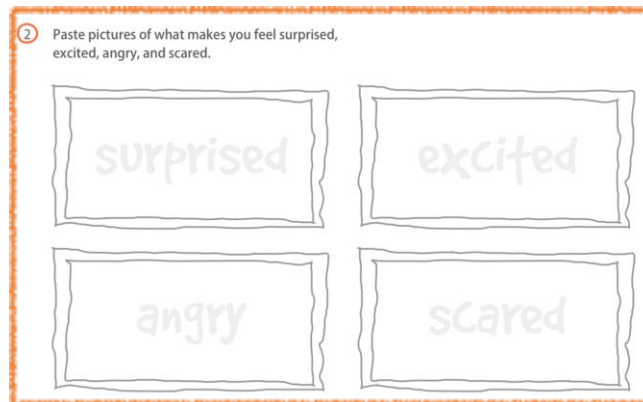 2 Paste pictures of what makes you feel surprised,
excited, angry, and scared.
surprised excited
angry scared